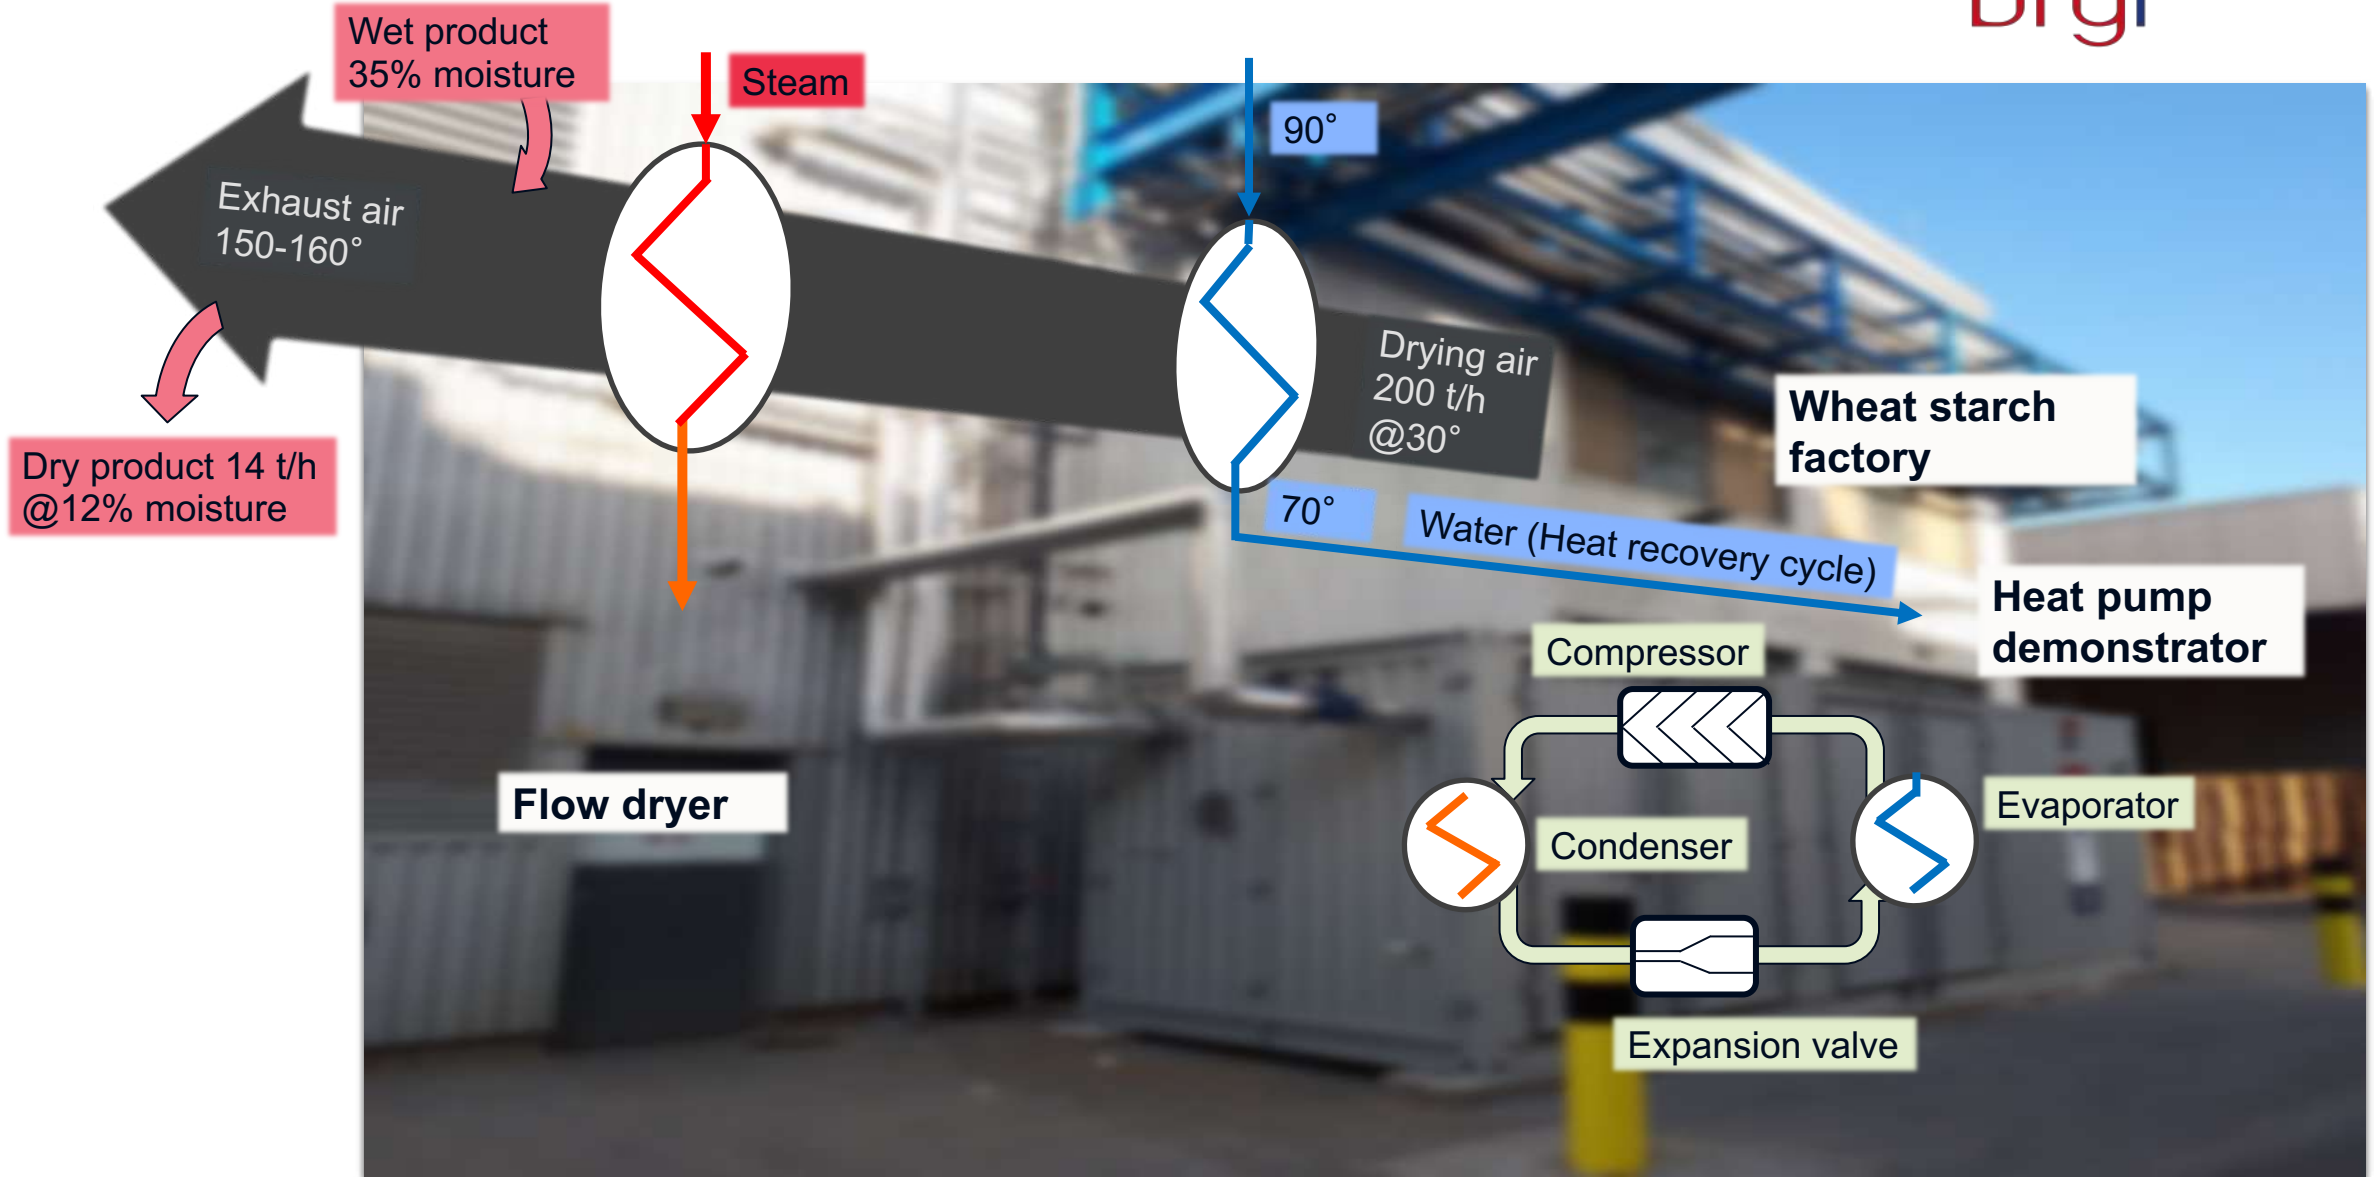 Wet product
35% moisture
Steam
90°
Exhaust air
150-160°
Drying air
200 t/h
@30°
Wheat starch
factory
Dry product 14 t/h
@12% moisture
70°
Water (Heat recovery cycle)
Heat pump
demonstrator
Compressor
Flow dryer
Condenser
Evaporator
Expansion valve